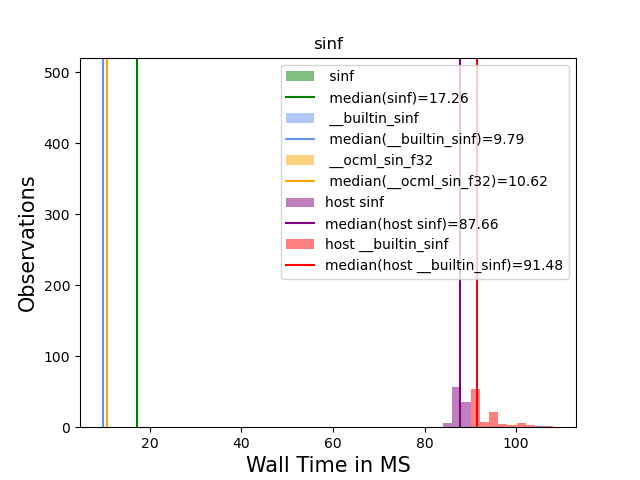 sinf
500
400
300
200
100
0
Observations
sinf
median(sinf)=17.26
__builtin_sinf
median(__builtin_sinf)=9.79
__ocml_sin_f32
median(__ocml_sin_f32)=10.62
host sinf
median(host sinf)=87.66
host __builtin_sinf
median(host __builtin_sinf)=91.48
20 40 60 80 100
Wall Time in MS